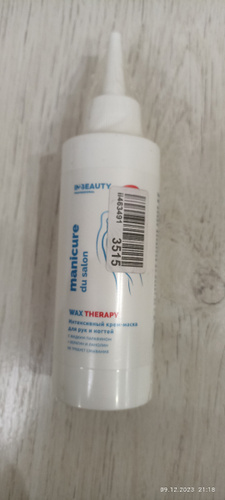 IN·BEAUTY
manicure
du salon
8463491
3515
WAX THERAPY
Интенсивный крем-маска
для рук и ногтей
09.12.2023 21:18